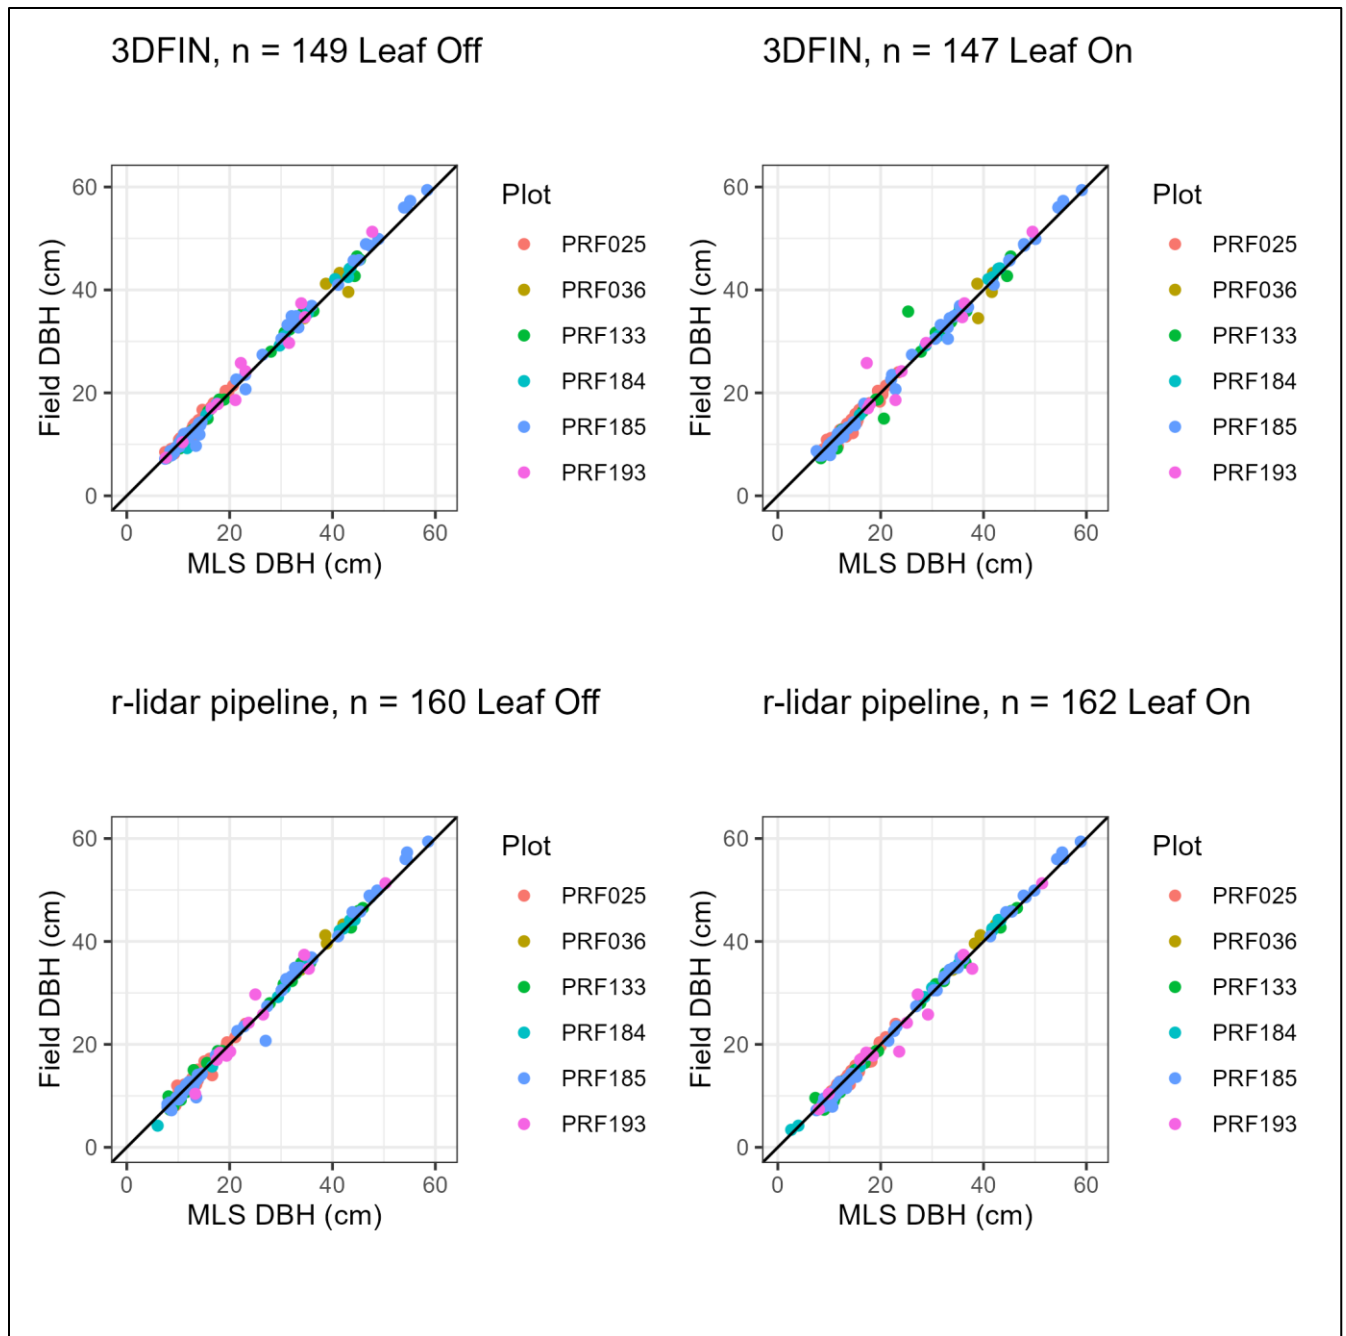 3DFIN, n = 149 Leaf Off
60
40
20
0
Field DBH (cm)
0 20 40 60
MLS DBH (cm)
Plot
PRF025
PRF036
PRF133
PRF184
PRF185
PRF193
3DFIN, n = 147 Leaf On
60
40
20
0
Field DBH (cm)
0 20 40 60
MLS DBH (cm)
Plot
PRF025
PRF036
PRF133
PRF184
PRF185
PRF193
r-lidar pipeline, n = 160 Leaf Off
60
40
20
0
Field DBH (cm)
0 20 40 60
MLS DBH (cm)
Plot
PRF025
PRF036
PRF133
PRF184
PRF185
PRF193
r-lidar pipeline, n = 162 Leaf On
60
40
20
0
Field DBH (cm)
0 20 40 60
MLS DBH (cm)
Plot
PRF025
PRF036
PRF133
PRF184
PRF185
PRF193